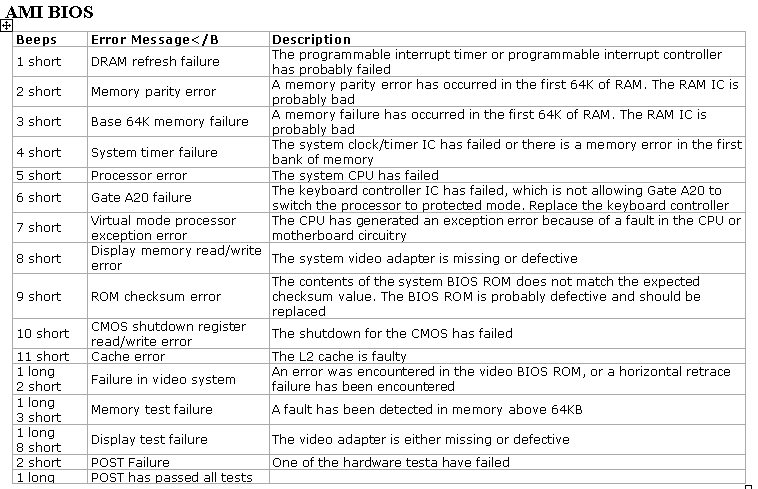 AMI BIOS
Beeps Error Message</B Description
1 short DRAM refresh failure The programmable interrupt timer or programmable interrupt controller
has probably failed
2 short Memory parity error A memory parity error has occurred in the first 64K of RAM. The RAM IC is
probably bad
3 short Base 64K memory failure A memory failure has occurred in the first 64K of RAM. The RAM IC is
probably bad
4 short System timer failure The system clock/timer IC has failed or there is a memory error in the first
bank of memory
5 short Processor error The system CPU has failed
6 short Gate A20 failure The keyboard controller IC has failed, which is not allowing Gate A20 to
switch the processor to protected mode. Replace the keyboard controller
7 short Virtual mode processor
exception error The CPU has generated an exception error because of a fault in the CPU or
motherboard circuitry
8 short Display memory read/write
error The system video adapter is missing or defective
9 short ROM checksum error The contents of the system BIOS ROM does not match the expected
checksum value. The BIOS ROM is probably defective and should be
replaced
10 short CMOS shutdown register
read/write error The shutdown for the CMOS has failed
11 short Cache error The L2 cache is faulty
1 long
2 short Failure in video system An error was encountered in the video BIOS ROM, or a horizontal retrace
failure has been encountered
1 long
3 short Memory test failure A fault has been detected in memory above 64KB
1 long
8 short Display test failure The video adapter is either missing or defective
2 short POST Failure One of the hardware testa have failed
1 long POST has passed all tests